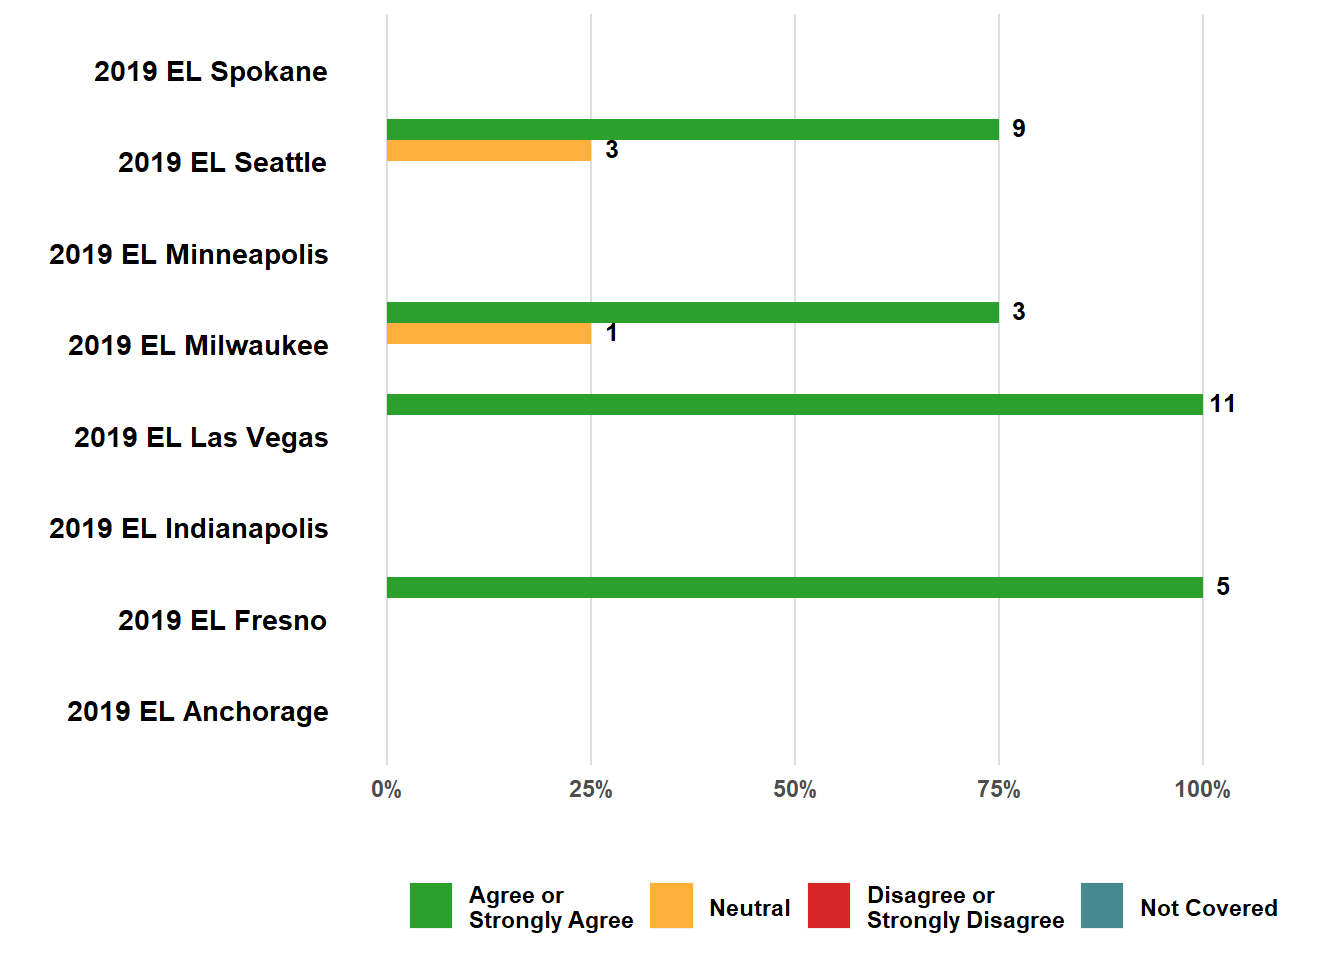 2019 EL Spokane
9
3
2019 EL Seattle
2019 EL Minneapolis
3
1
2019 EL Milwaukee
11
2019 EL Las Vegas
2019 EL Indianapolis
5
2019 EL Fresno
2019 EL Anchorage
0% 25% 50% 75% 100%
Agree or
Strongly Agree
Neutral
Disagree or
Strongly Disagree
Not Covered